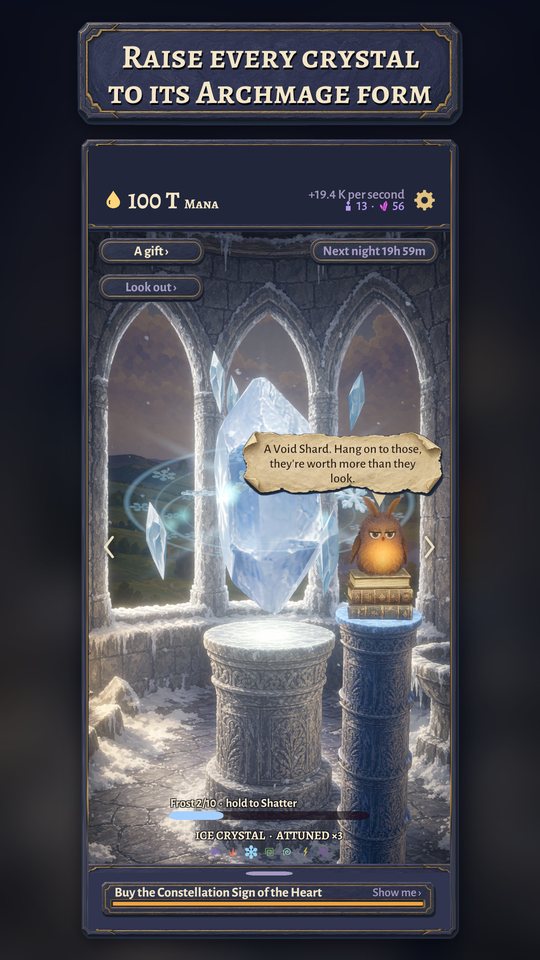 Raise every crystal
to its Archmage form
100 T Mana
+19.4 K per second
13 · 56
A gift ›
Next night 19h 59m
Look out ›
A Void Shard. Hang on to those,
they're worth more than they
look.
Frost 2/10 · hold to Shatter
ICE CRYSTAL · ATTUNED ×3
Buy the Constellation Sign of the Heart
Show me ›